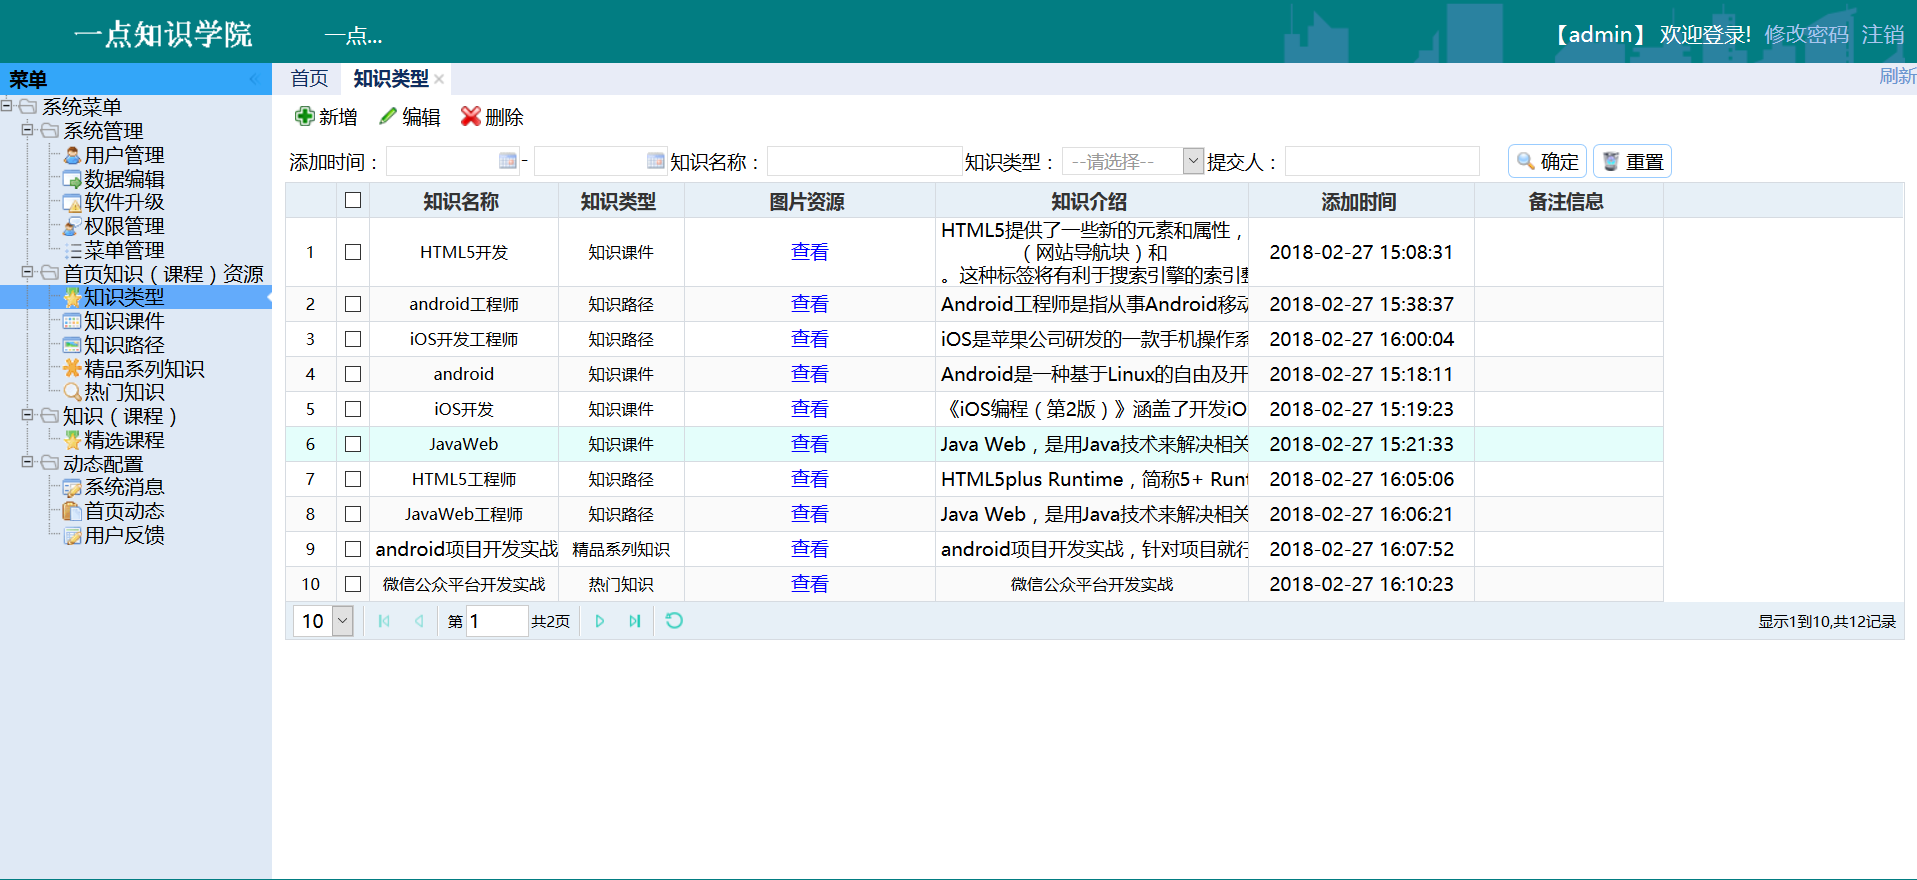 一点知识学院
一点...
【admin】 欢迎登录! 修改密码 注销
菜单
系统菜单
系统管理
用户管理
数据编辑
软件升级
权限管理
菜单管理
首页知识（课程）资源
知识类型
知识课件
知识路径
精品系列知识
热门知识
知识（课程）
精选课程
动态配置
系统消息
首页动态
用户反馈
首页 知识类型 刷新
新增 编辑 删除
添加时间： - 知识名称： 知识类型： --请选择-- 提交人： 确定 重置
知识名称 知识类型 图片资源 知识介绍 添加时间 备注信息
1 HTML5开发 知识课件 查看 HTML5提供了一些新的元素和属性， 2018-02-27 15:08:31
（网站导航块）和
。这种标签将有利于搜索引擎的索引整
2 android工程师 知识路径 查看 Android工程师是指从事Android移动 2018-02-27 15:38:37
3 iOS开发工程师 知识路径 查看 iOS是苹果公司研发的一款手机操作系 2018-02-27 16:00:04
4 android 知识课件 查看 Android是一种基于Linux的自由及开 2018-02-27 15:18:11
5 iOS开发 知识课件 查看 《iOS编程（第2版）》涵盖了开发iO 2018-02-27 15:19:23
6 JavaWeb 知识课件 查看 Java Web，是用Java技术来解决相关 2018-02-27 15:21:33
7 HTML5工程师 知识路径 查看 HTML5plus Runtime，简称5+ Runt 2018-02-27 16:05:06
8 JavaWeb工程师 知识路径 查看 Java Web，是用Java技术来解决相关 2018-02-27 16:06:21
9 android项目开发实战 精品系列知识 查看 android项目开发实战，针对项目就行 2018-02-27 16:07:52
10 微信公众平台开发实战 热门知识 查看 微信公众平台开发实战 2018-02-27 16:10:23
10 第 1 共2页 显示1到10,共12记录